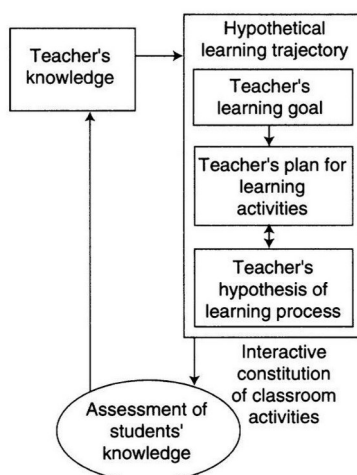 Hypothetical
learning trajectory
Teacher's
knowledge
Teacher's
learning goal
Teacher's plan for
learning
activities
Teacher's
hypothesis of
learning process
Interactive
constitution
of classroom
activities
Assessment of
students'
knowledge